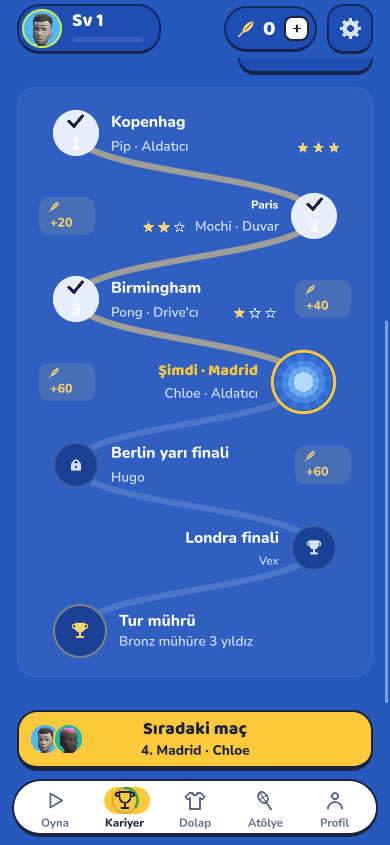 Sv 1
0
+
Kopenhag
1
Pip · Aldatıcı
Paris
+20
2
Mochi · Duvar
Birmingham
3
Pong · Drive'cı
+40
Şimdi · Madrid
+60
Chloe · Aldatıcı
Berlin yarı finali
Hugo
+60
Londra finali
Vex
Tur mührü
Bronz mühüre 3 yıldız
Sıradaki maç
4. Madrid · Chloe
Oyna
Kariyer
Dolap
Atölye
Profil